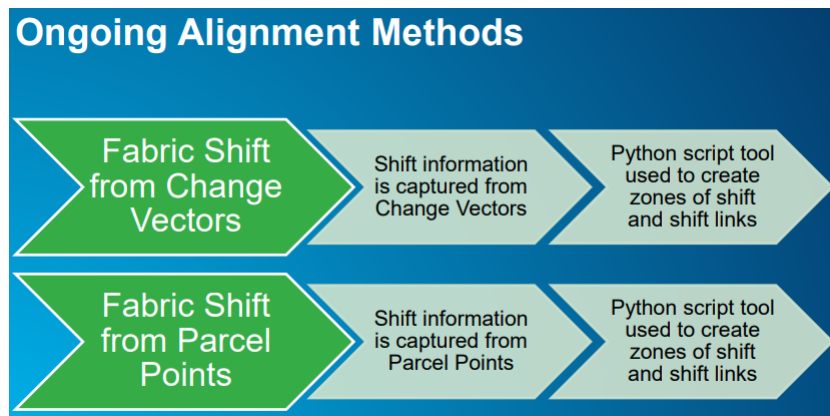 Ongoing Alignment Methods
Fabric Shift
from Change
Vectors
Shift information
is captured from
Change Vectors
Python script tool
used to create
zones of shift
and shift links
Fabric Shift
from Parcel
Points
Shift information
is captured from
Parcel Points
Python script tool
used to create
zones of shift
and shift links